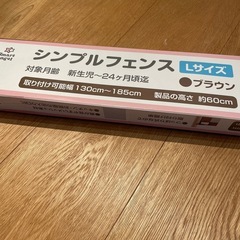 Smart Angel
シンプルフェンス Lサイズ
対象月齢 新生児~24ヶ月頃迄 ブラウン
取り付け可能幅 130cm~185cm 製品の高さ 約60cm